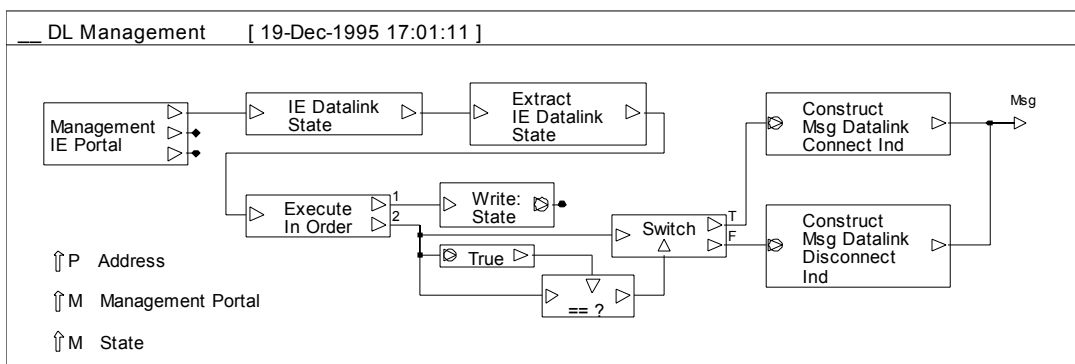 __ DL Management [ 19-Dec-1995 17:01:11 ]
Management
IE Portal
IE Datalink
State
Extract
IE Datalink
State
Construct
Msg Datalink
Connect Ind
Msg
Execute
In Order
1
2
Write:
State
Switch
T
F
Construct
Msg Datalink
Disconnect
Ind
True
== ?
P Address
M Management Portal
M State